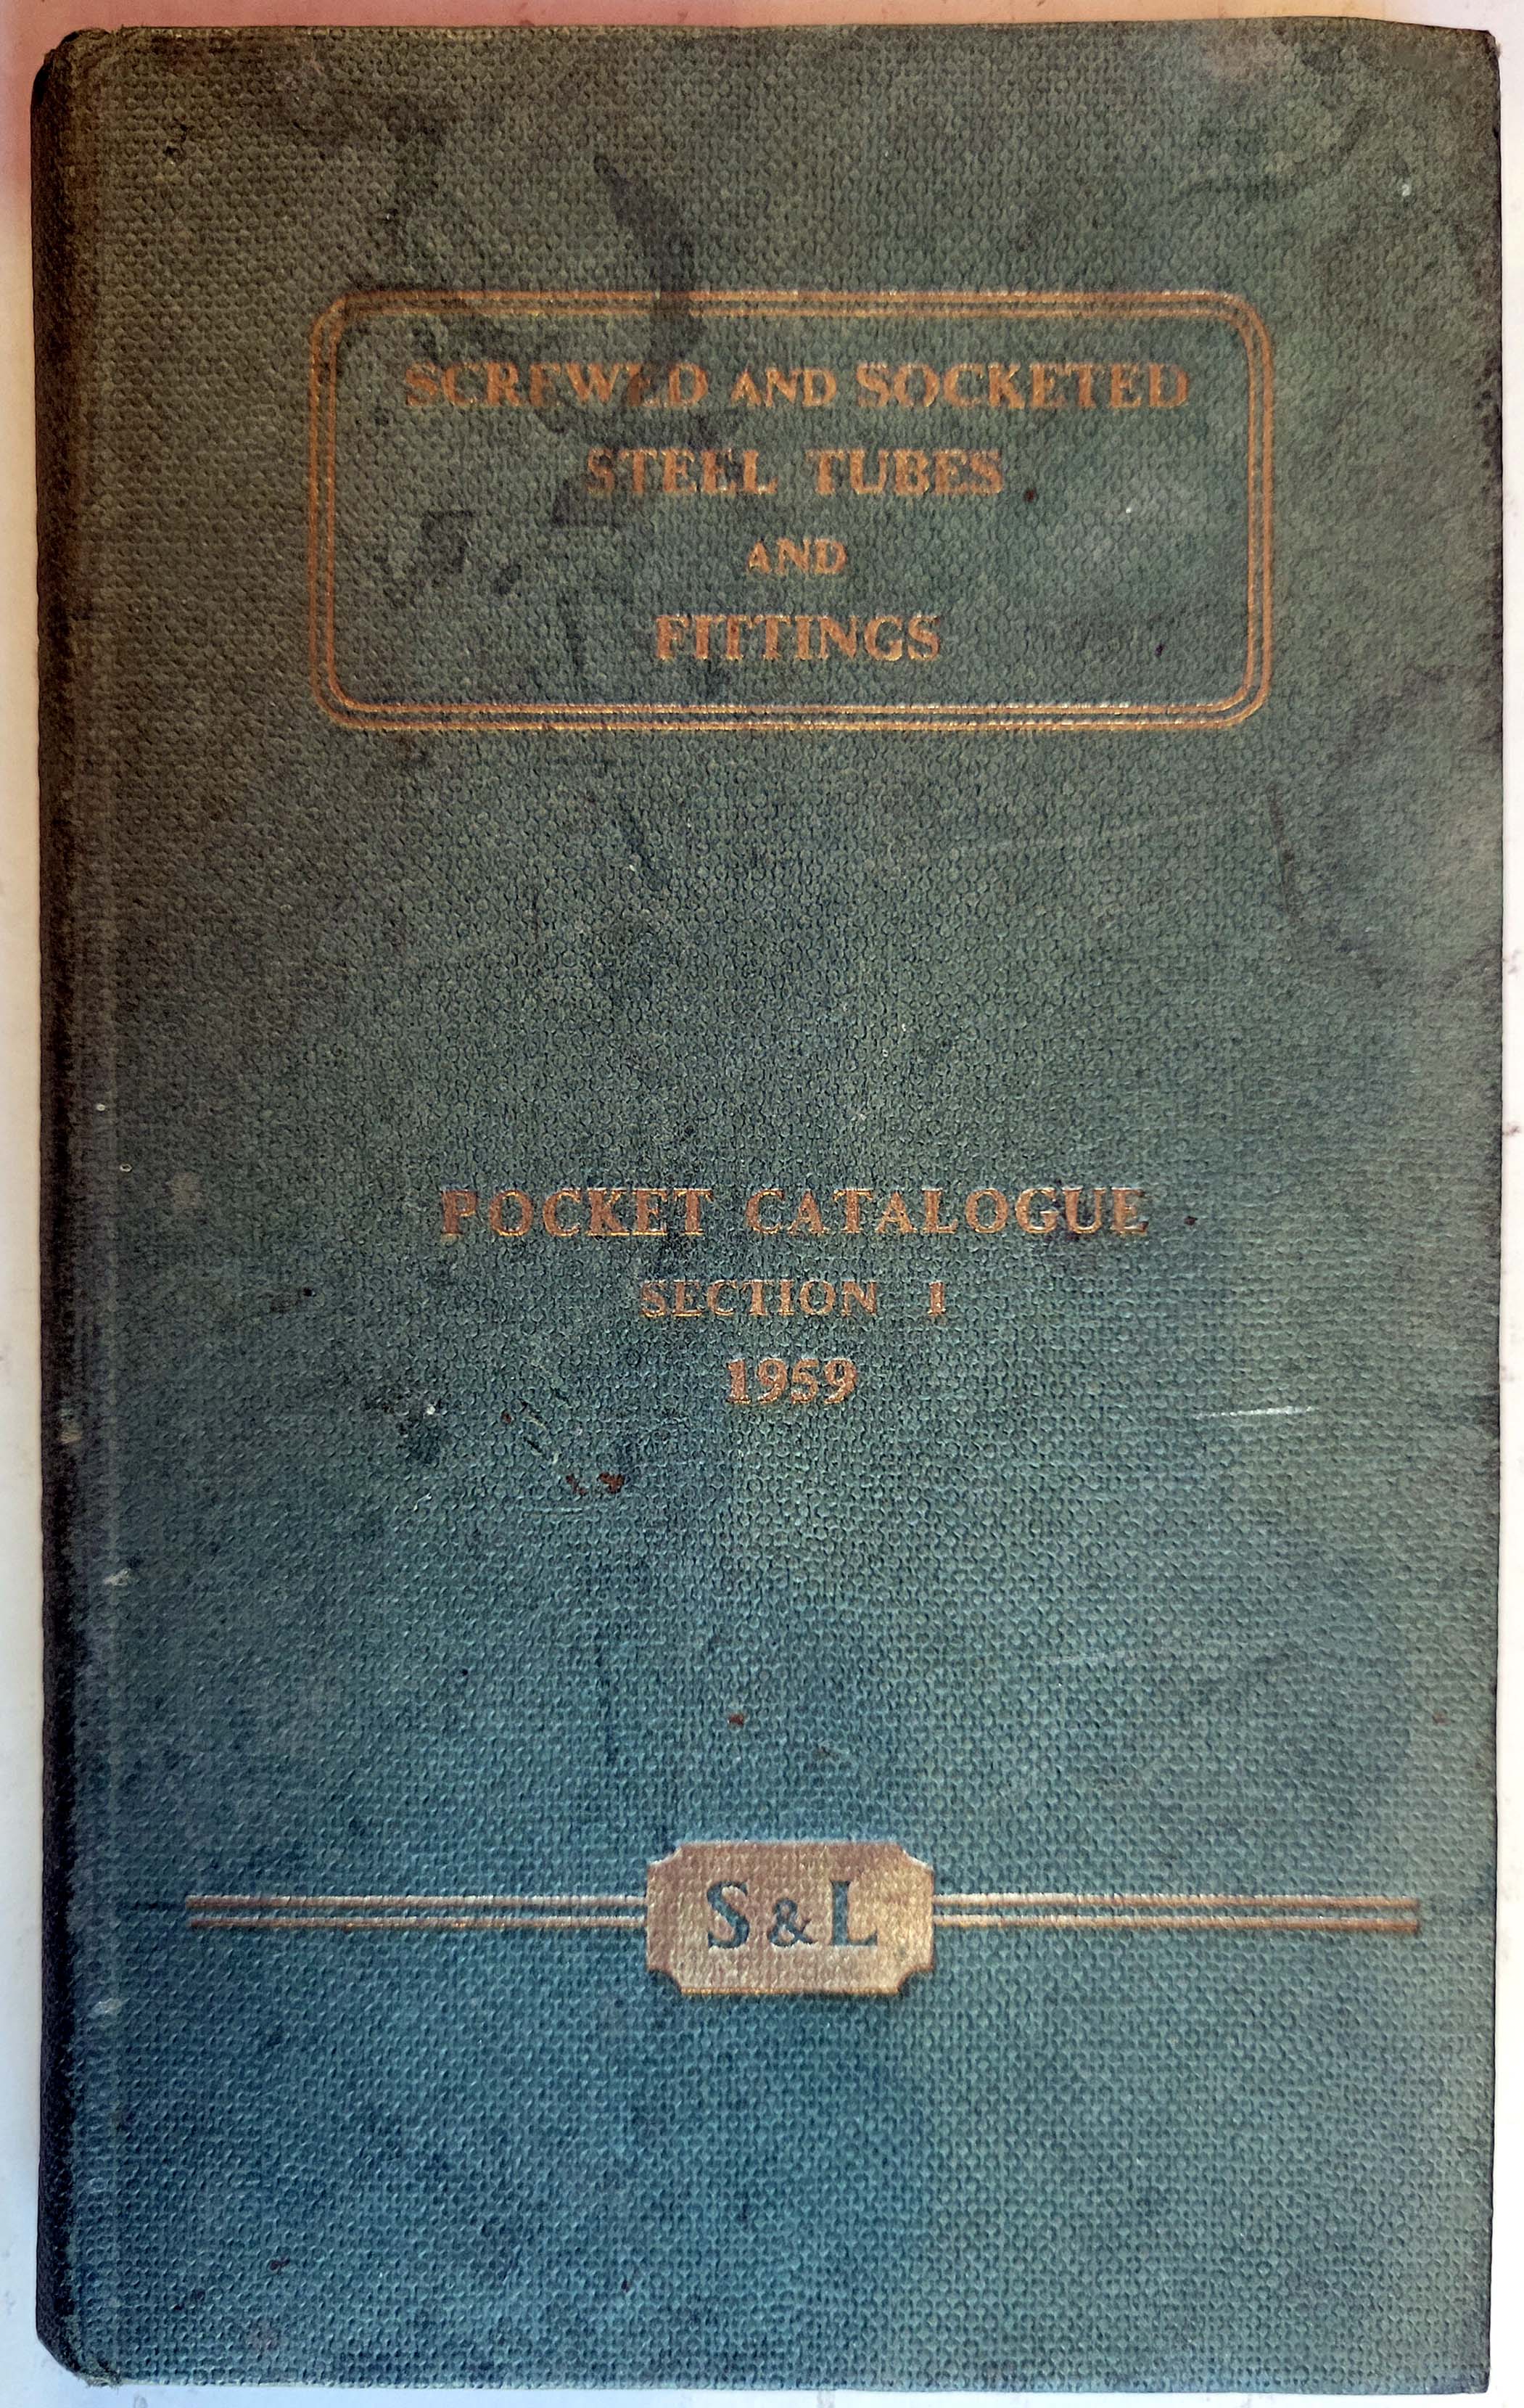 SCREWED AND SOCKETED
STEEL TUBES
AND
FITTINGS
POCKET CATALOGUE
SECTION 1
1959
S & L